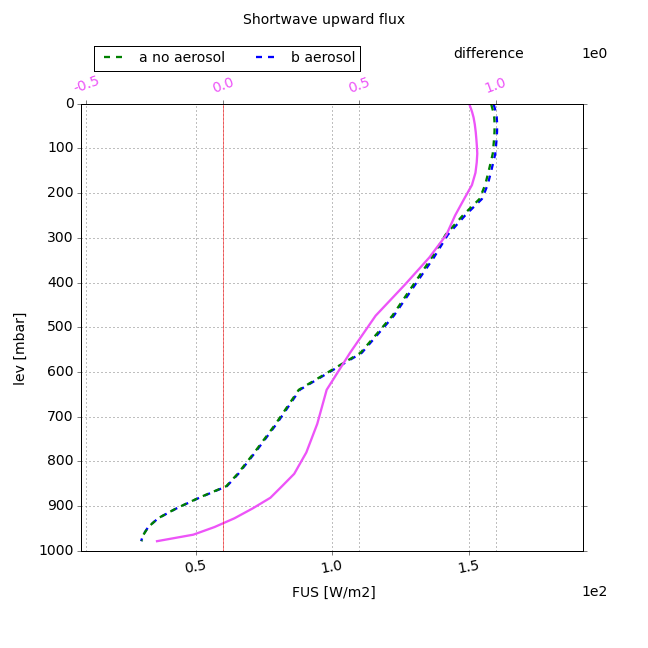 Shortwave upward flux
a no aerosol b aerosol difference 1e0
-0.5 0.0 0.5 1.0
0
100
200
300
400
500
600
700
800
900
1000
lev [mbar]
0.5 1.0 1.5
FUS [W/m2] 1e2